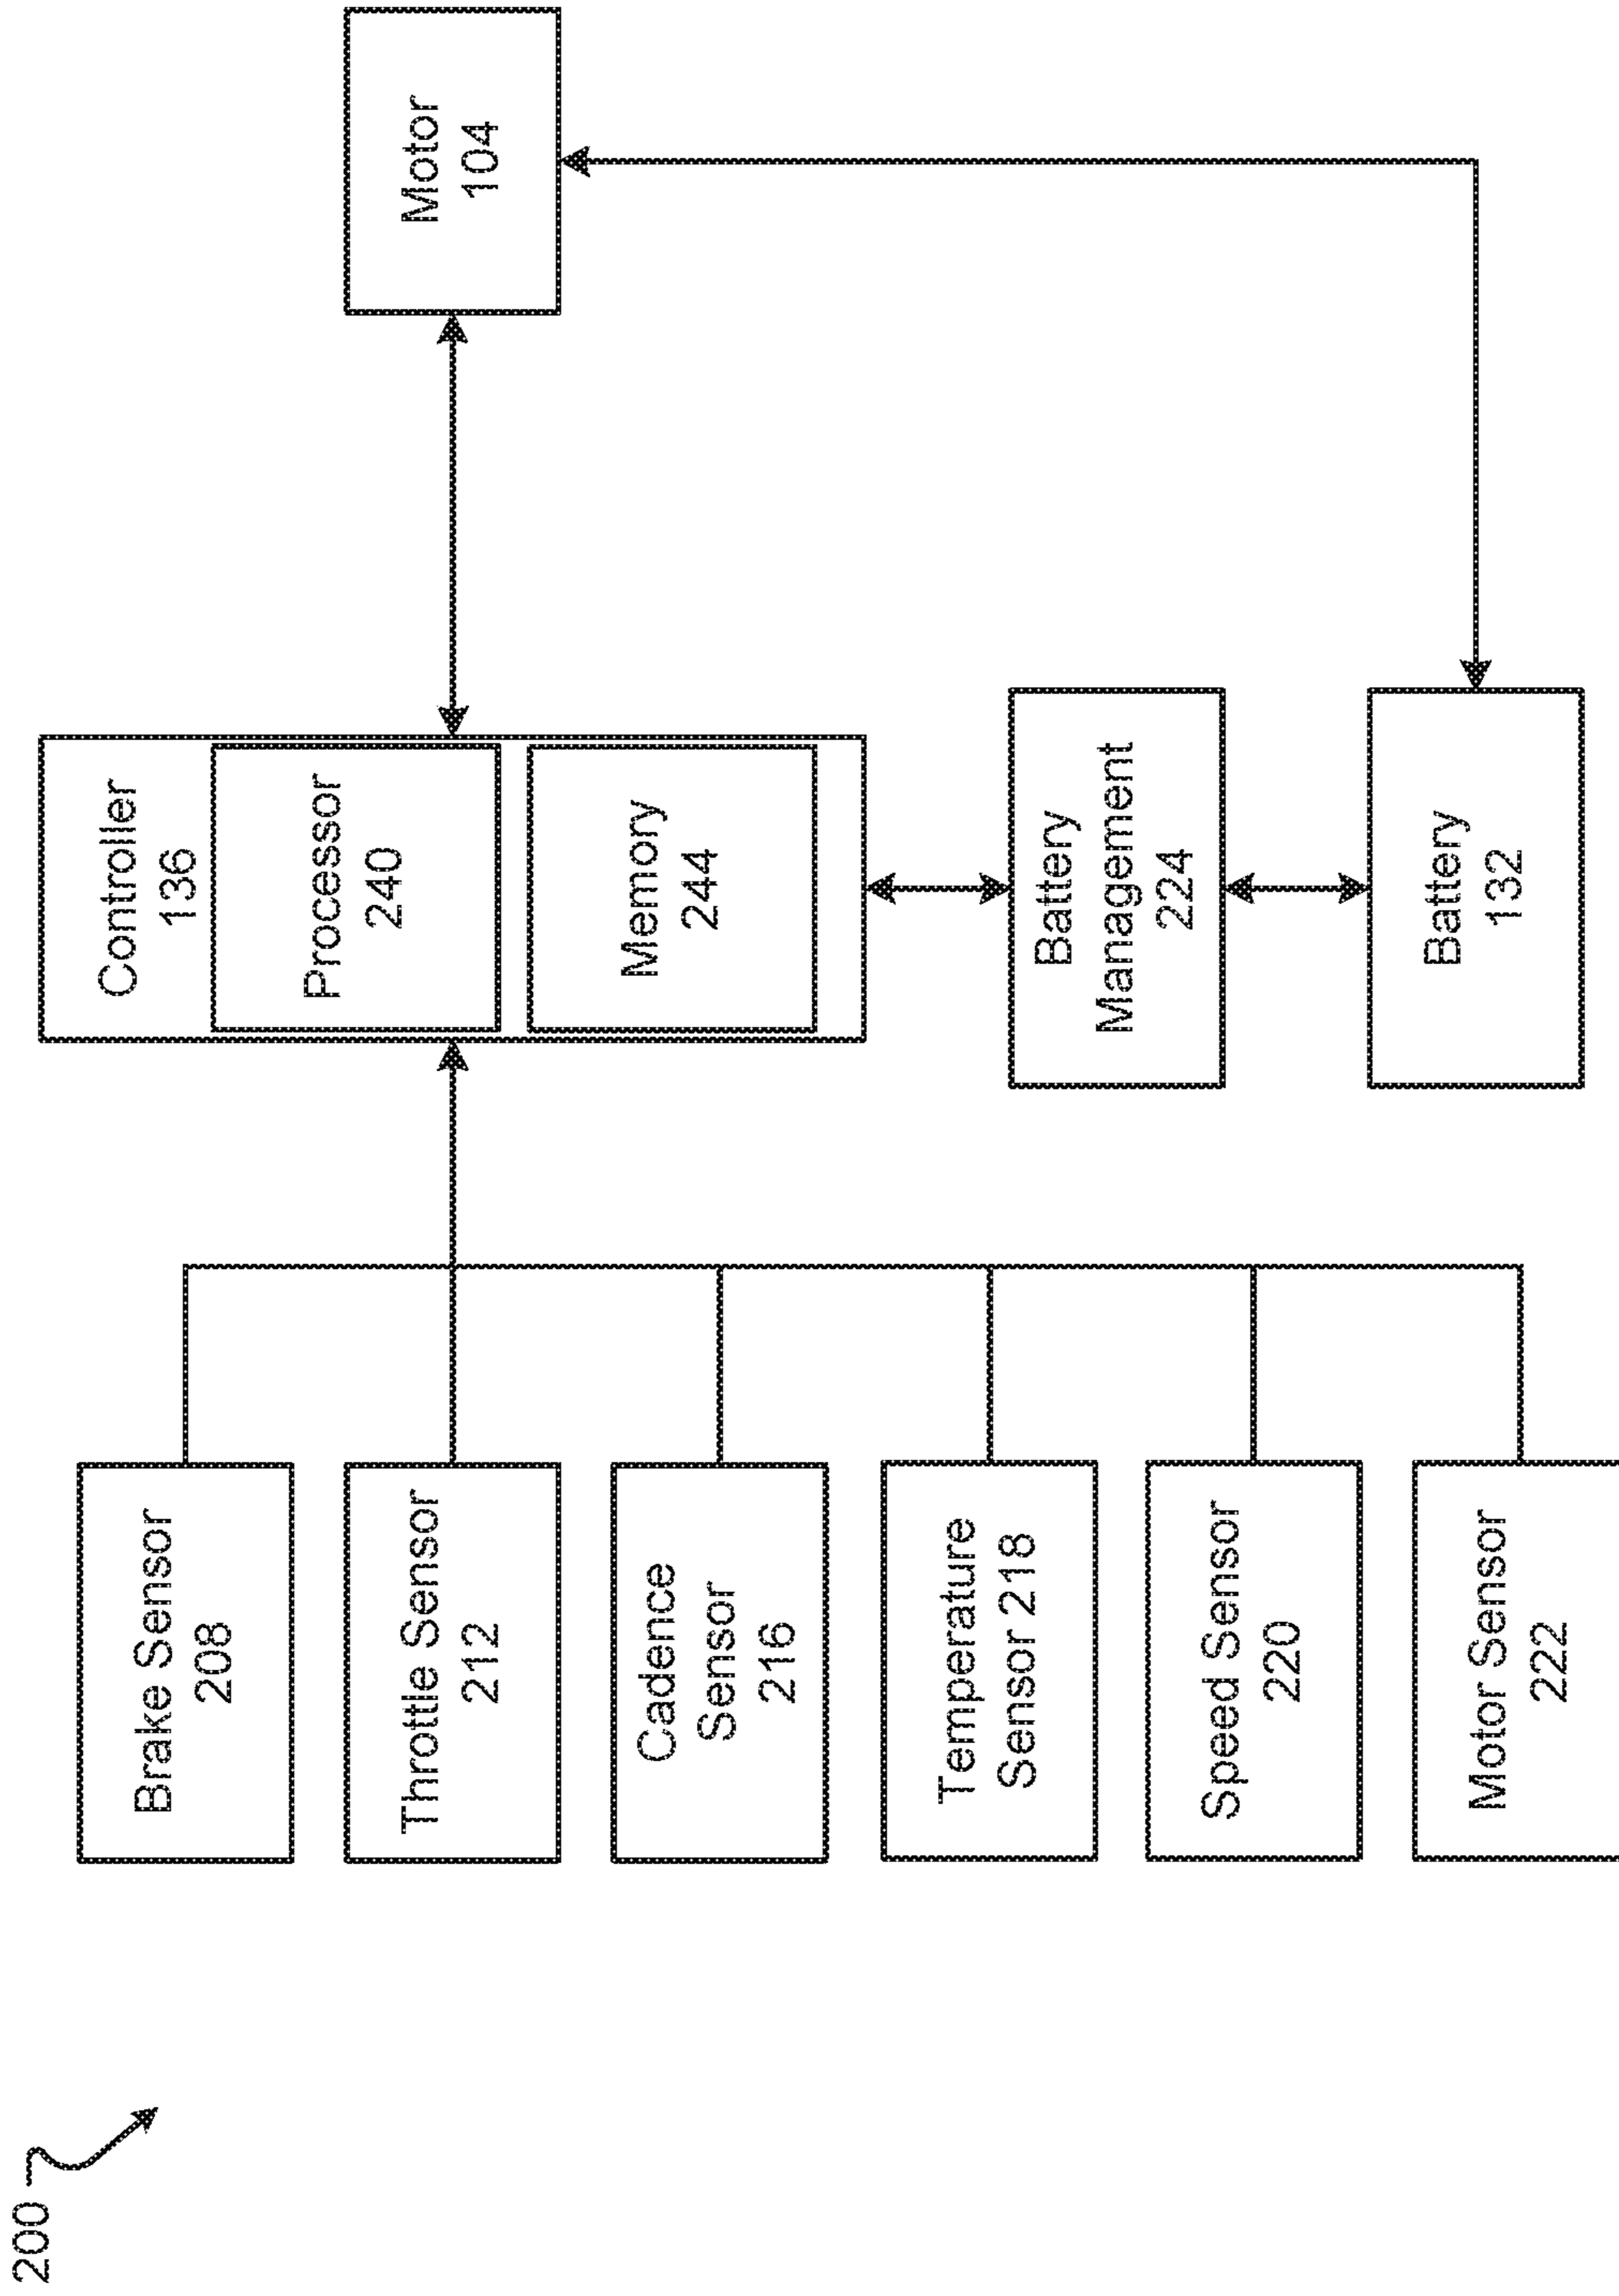 200
Brake Sensor
208
Throttle Sensor
212
Cadence
Sensor
216
Temperature
Sensor 218
Speed Sensor
220
Motor Sensor
222
Controller
136
Processor
240
Memory
244
Battery
Management
224
Battery
132
Motor
104